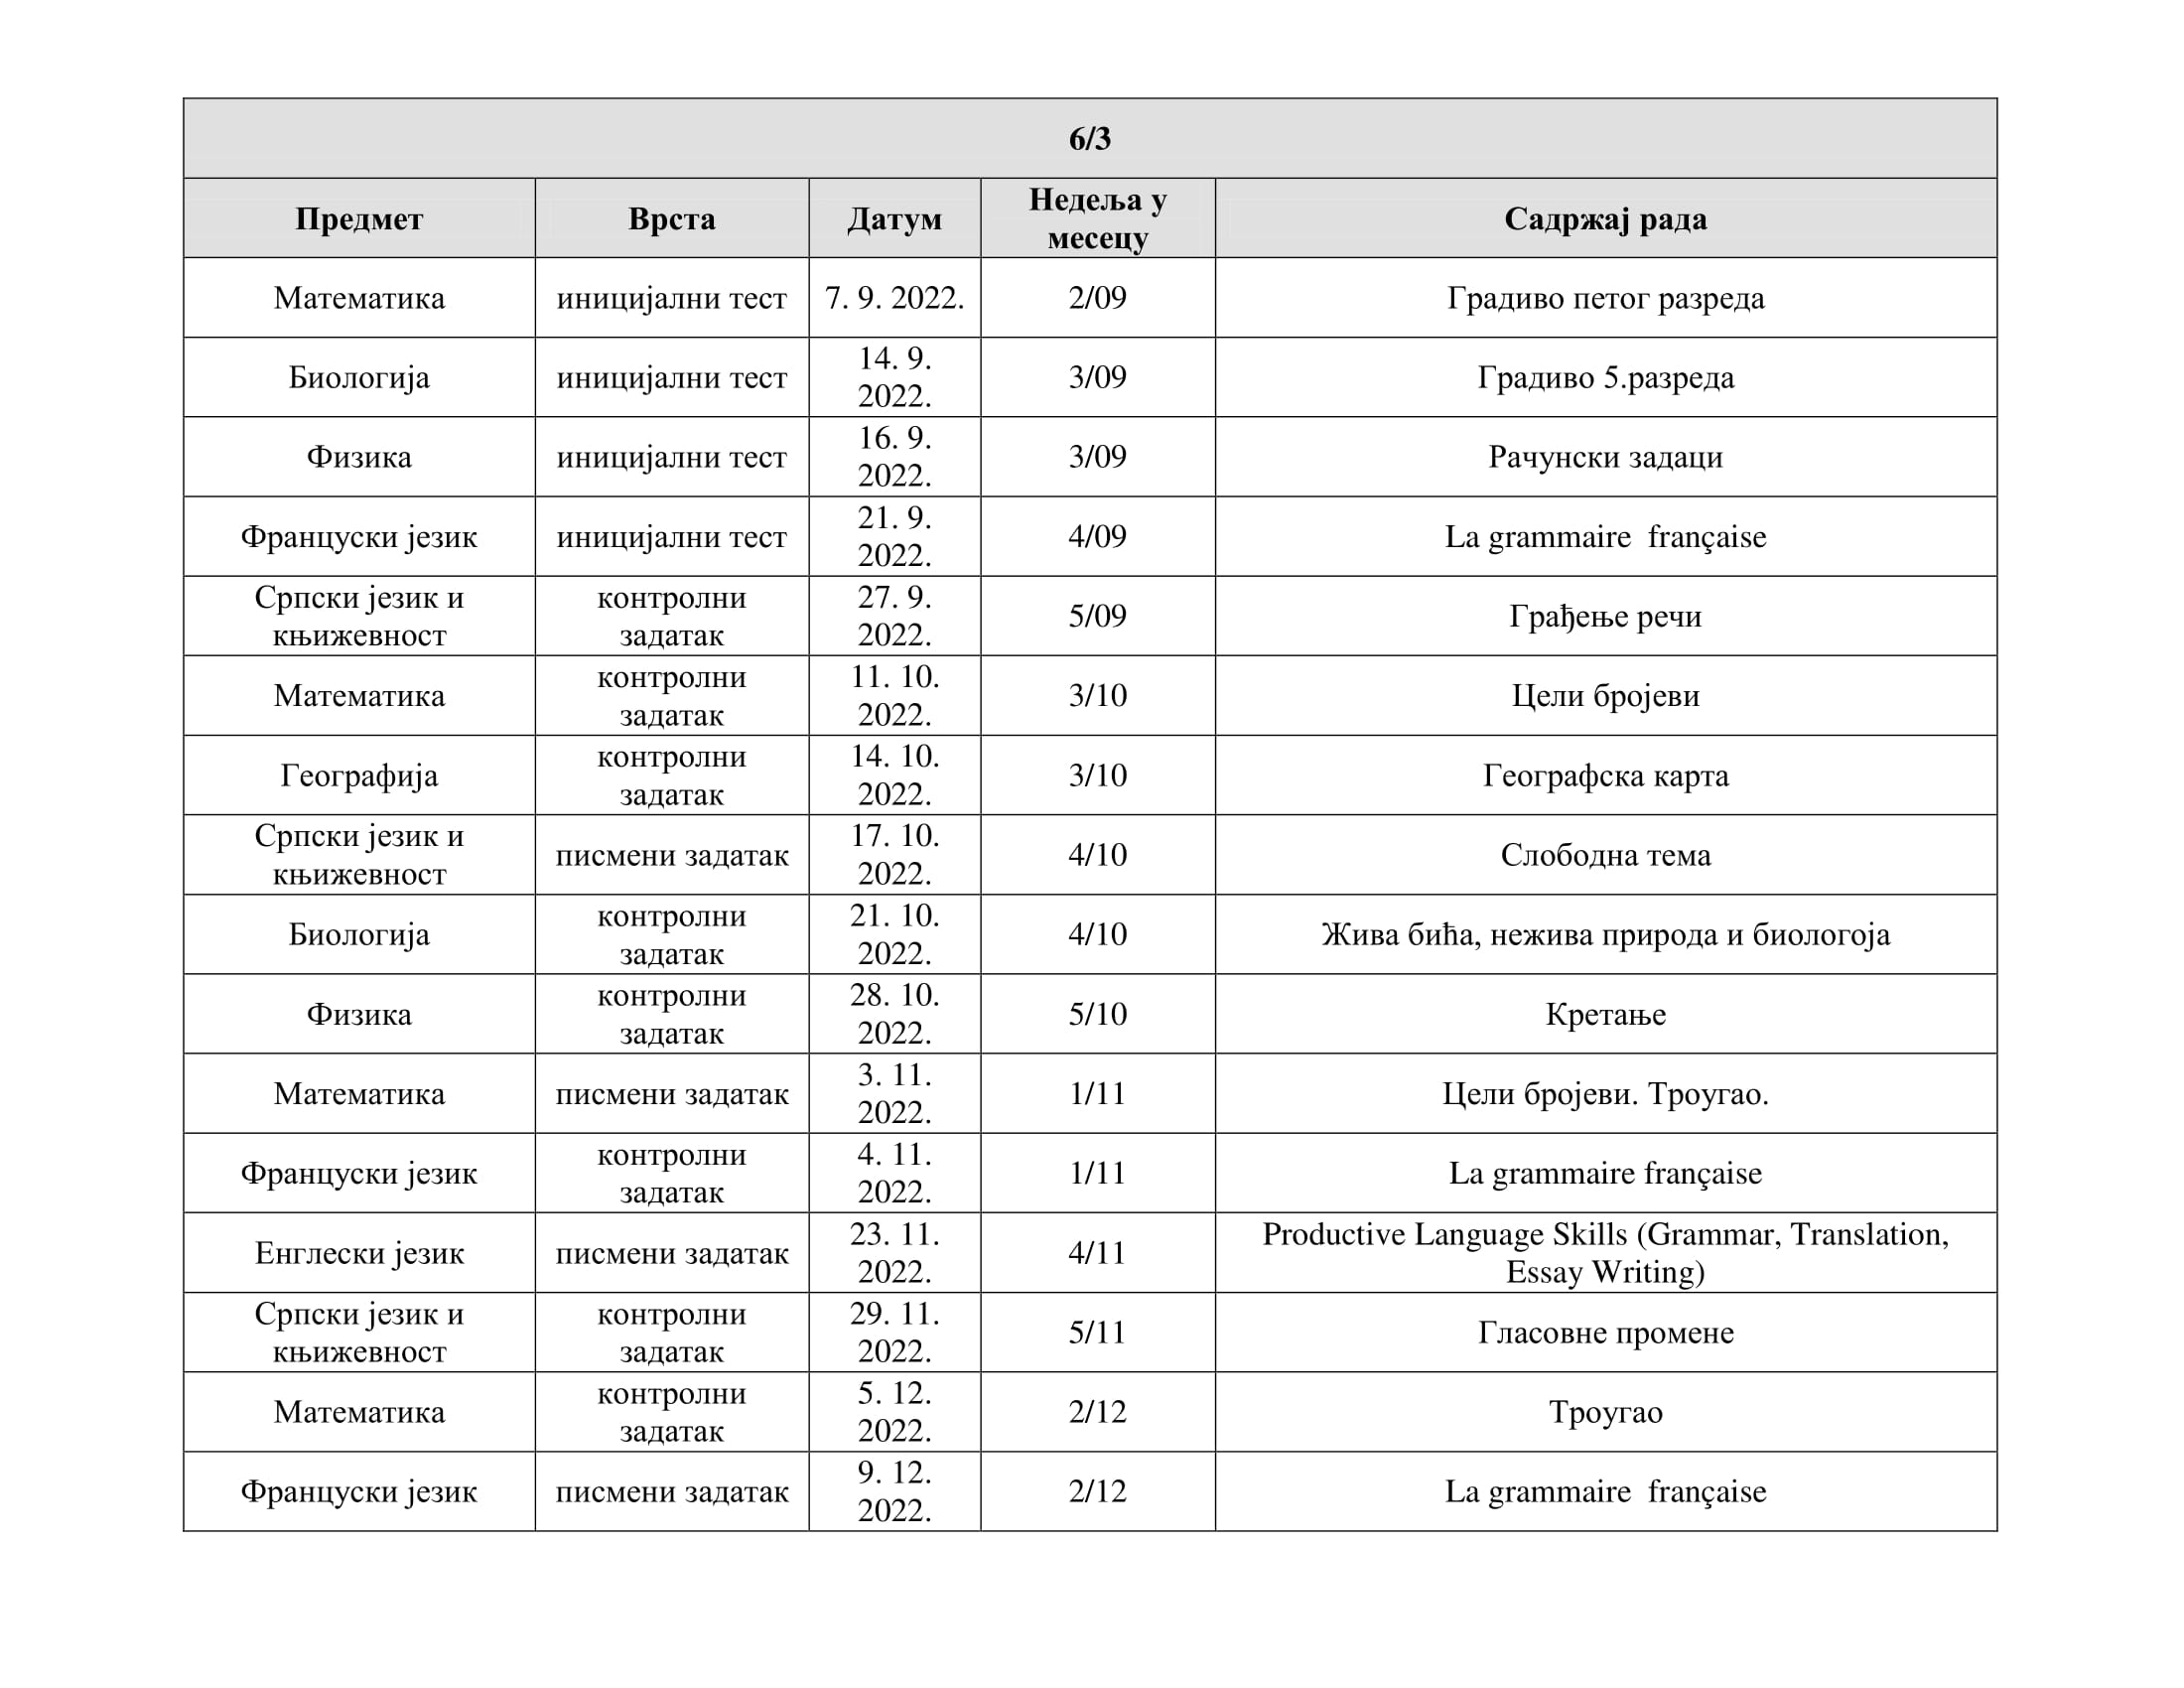 6/3
Предмет Врста Датум Недеља у месецу Садржај рада
Математика иницијални тест 7. 9. 2022. 2/09 Градиво петог разреда
Биологија иницијални тест 14. 9. 2022. 3/09 Градиво 5.разреда
Физика иницијални тест 16. 9. 2022. 3/09 Рачунски задаци
Француски језик иницијални тест 21. 9. 2022. 4/09 La grammaire française
Српски језик и књижевност контролни задатак 27. 9. 2022. 5/09 Грађење речи
Математика контролни задатак 11. 10. 2022. 3/10 Цели бројеви
Географија контролни задатак 14. 10. 2022. 3/10 Географска карта
Српски језик и књижевност писмени задатак 17. 10. 2022. 4/10 Слободна тема
Биологија контролни задатак 21. 10. 2022. 4/10 Жива бића, нежива природа и биологоја
Физика контролни задатак 28. 10. 2022. 5/10 Кретање
Математика писмени задатак 3. 11. 2022. 1/11 Цели бројеви. Троугао.
Француски језик контролни задатак 4. 11. 2022. 1/11 La grammaire française
Енглески језик писмени задатак 23. 11. 2022. 4/11 Productive Language Skills (Grammar, Translation, Essay Writing)
Српски језик и књижевност контролни задатак 29. 11. 2022. 5/11 Гласовне промене
Математика контролни задатак 5. 12. 2022. 2/12 Троугао
Француски језик писмени задатак 9. 12. 2022. 2/12 La grammaire française